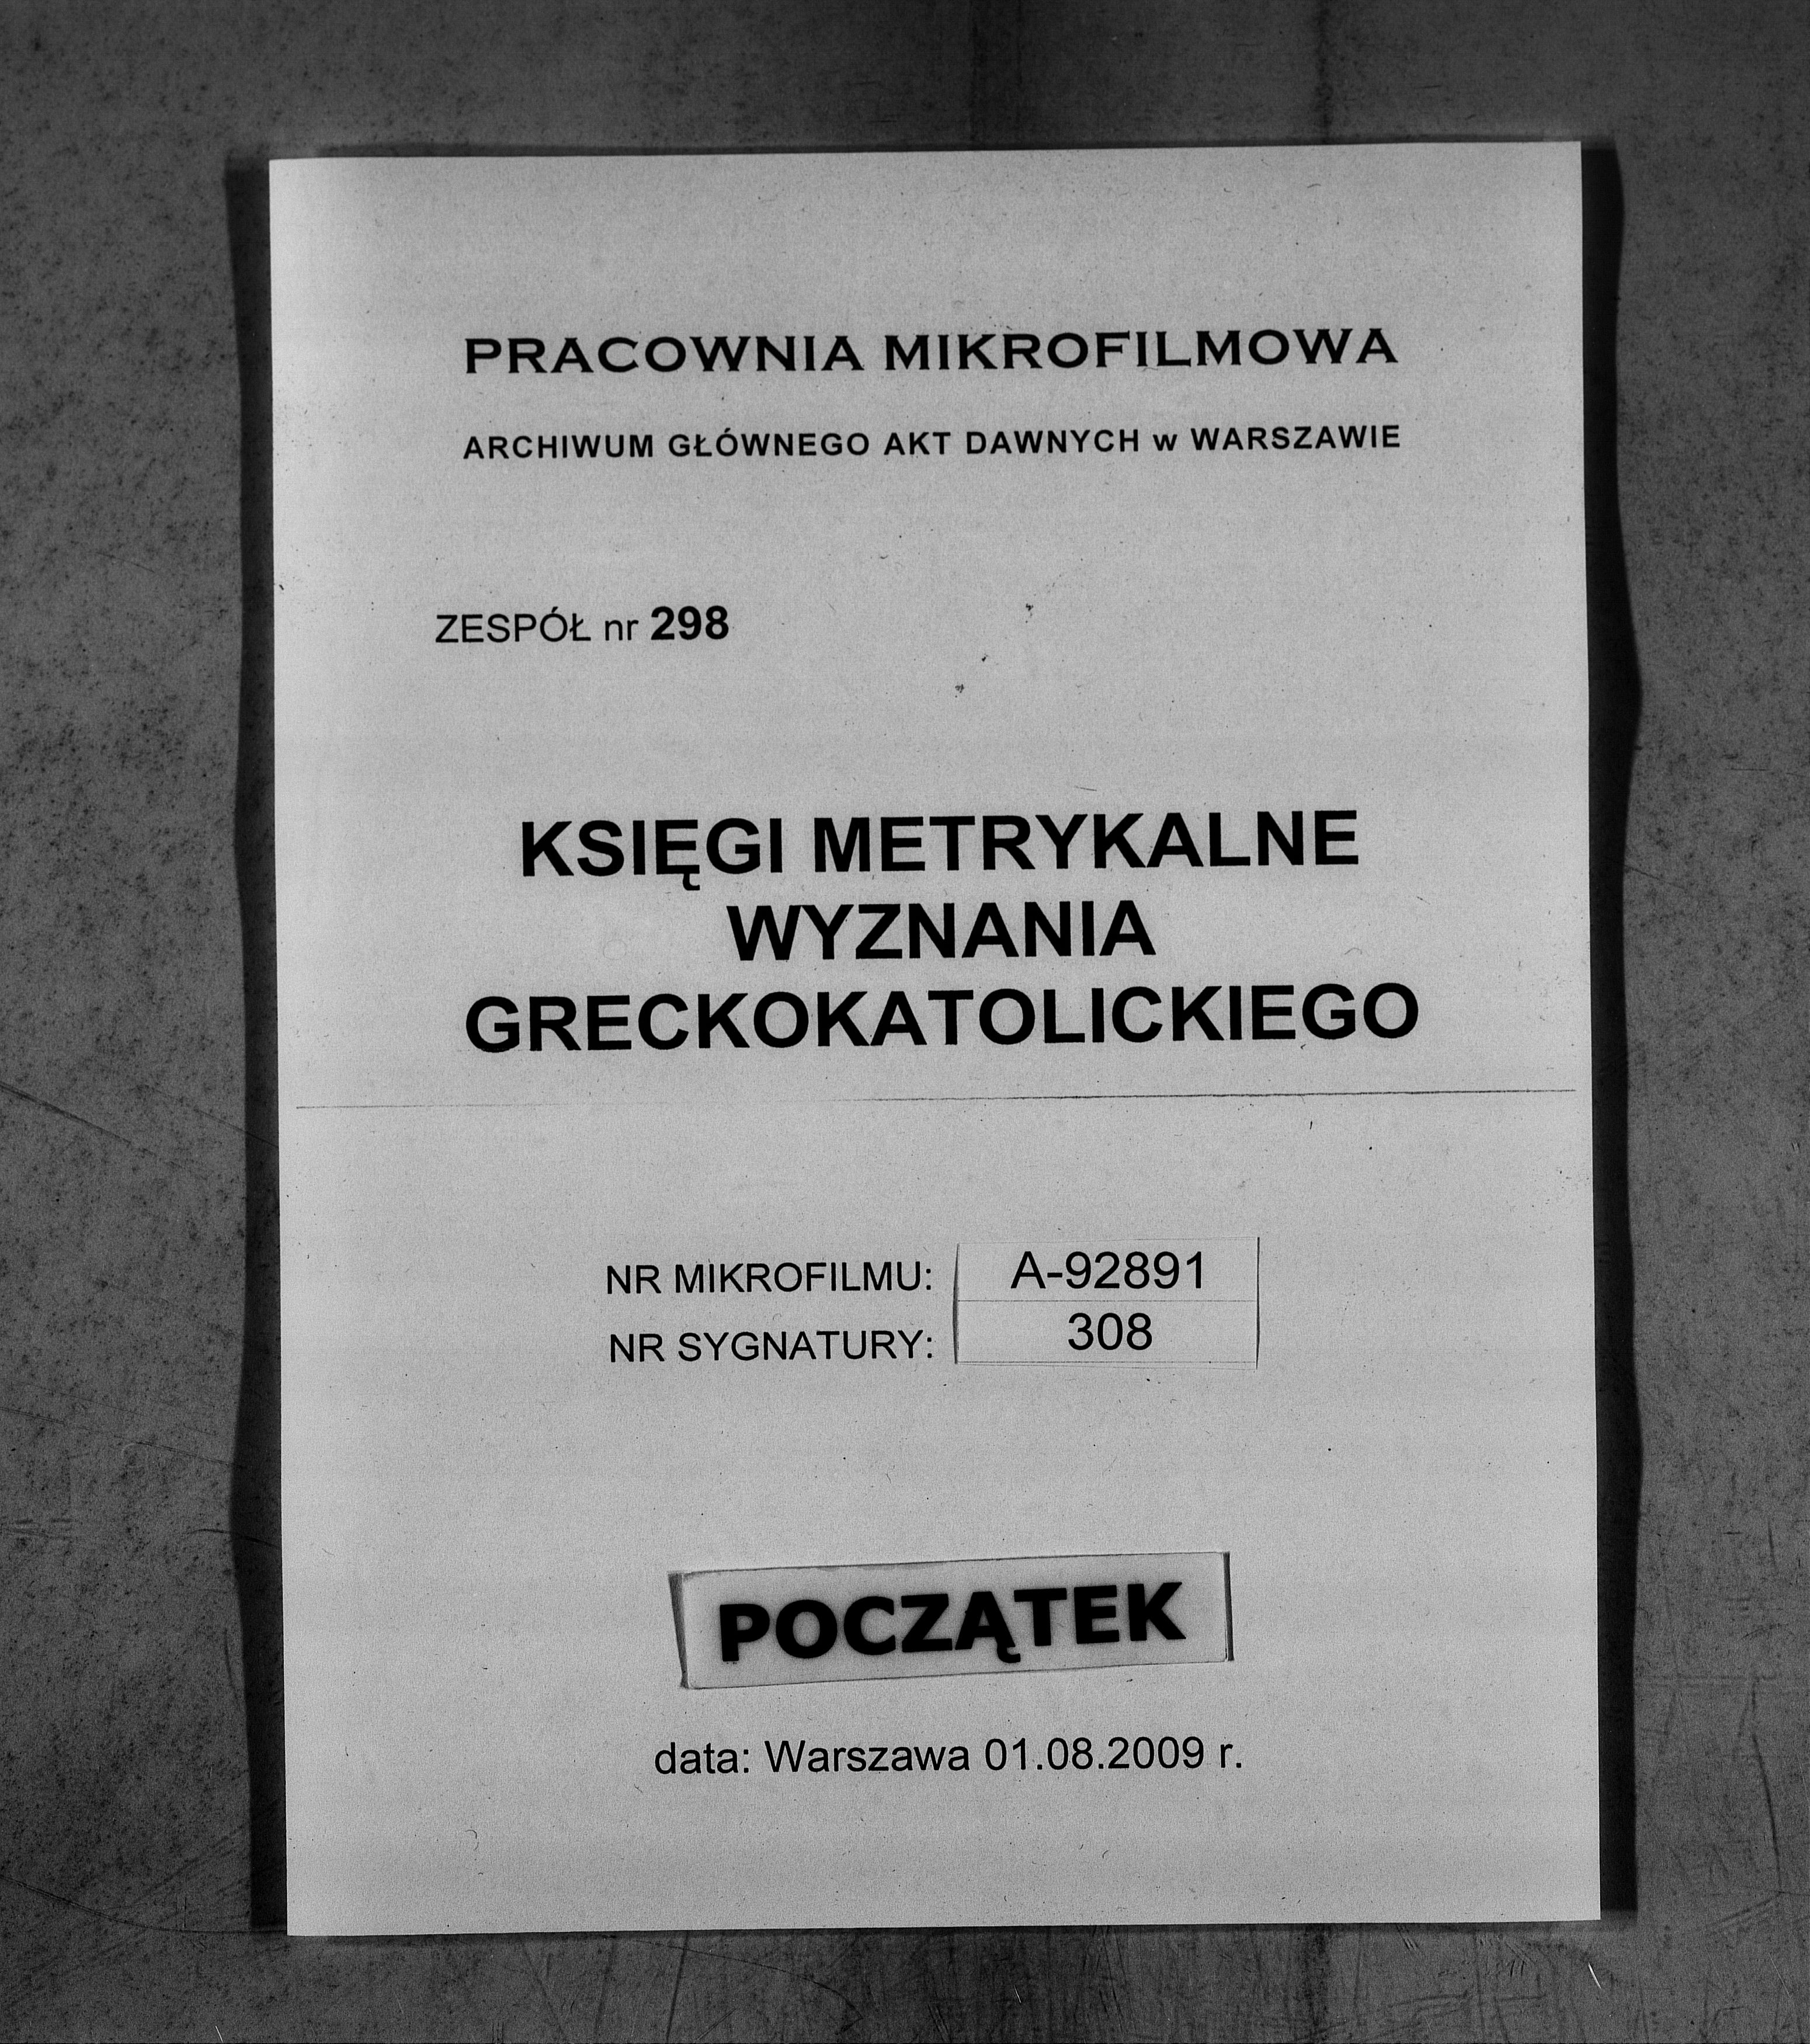 PRACOWNIA MIKROFILMOWA
ARCHIWUM GŁÓWNEGO AKT DAWNYCH w WARSZAWIE
ZESPÓŁ nr 298
KSIĘGI METRYKALNE
WYZNANIA
GRECKOKATOLICKIEGO
NR MIKROFILMU: A-92891
NR SYGNATURY: 308
POCZĄTEK
data: Warszawa 01.08.2009 r.